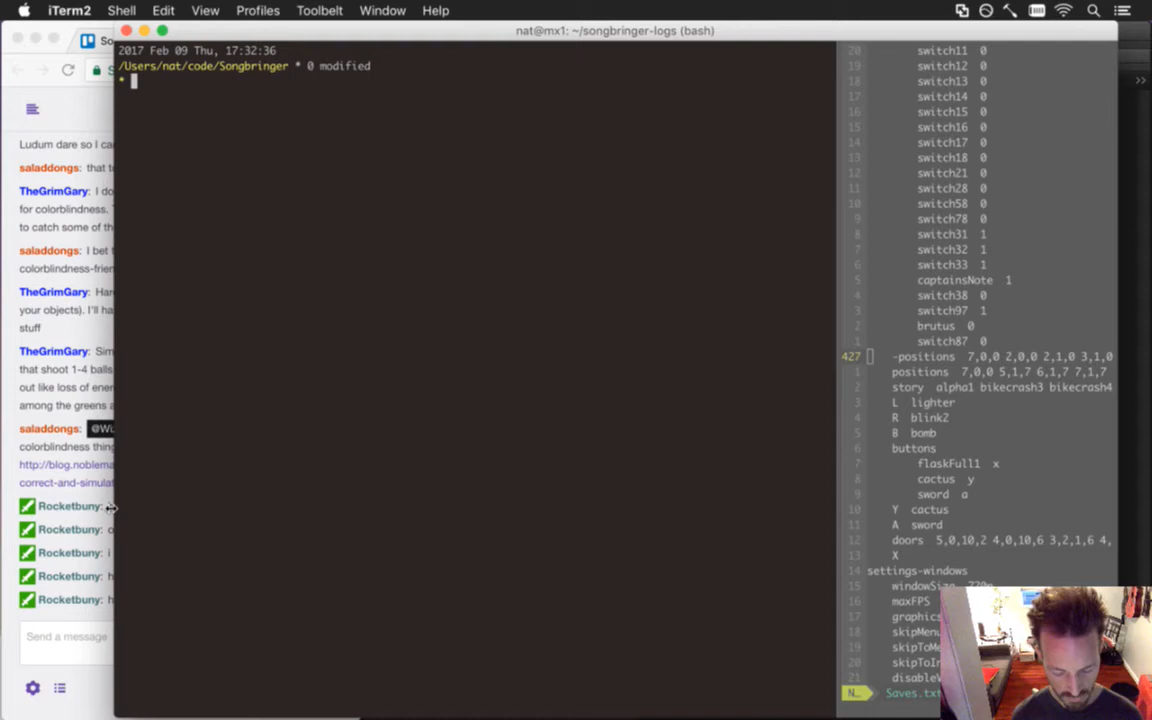 iTerm2 Shell Edit View Profiles Toolbelt Window Help
nat@mx1: ~/songbringer-logs (bash)
So
2017 Feb 09 Thu, 17:32:36
/Users/nat/code/Songbringer * 0 modified
*
Ludum dare so I ca
saladdongs: that t
TheGrimGary: I do
for colorblindness.
to catch some of th
saladdongs: I bet t
colorblindness-frien
TheGrimGary: Har
your objects). I'll ha
stuff
TheGrimGary: Sim
that shoot 1-4 balls
out like loss of ener
among the greens a
saladdongs: @Wi
colorblindness thing
http://blog.noblema
correct-and-simulat
Rocketbuny:
Rocketbuny: o
Rocketbuny: i
Rocketbuny: h
Rocketbuny: h
Send a message
20 switch11 0
19 switch12 0
18 switch13 0
17 switch14 0
16 switch15 0
15 switch16 0
14 switch17 0
13 switch18 0
12 switch21 0
11 switch28 0
10 switch58 0
9 switch78 0
8 switch31 1
7 switch32 1
6 switch33 1
5 captainsNote 1
4 switch38 0
3 switch97 1
2 brutus 0
1 switch87 0
427 -positions 7,0,0 2,0,0 2,1,0 3,1,0
1 positions 7,0,0 5,1,7 6,1,7 7,1,7
2 story alpha1 bikecrash3 bikecrash4
3 L lighter
4 R blink2
5 B bomb
6 buttons
7 flaskFull1 x
8 cactus y
9 sword a
10 Y cactus
11 A sword
12 doors 5,0,10,2 4,0,10,6 3,2,1,6 4,
13 X
14 settings-windows
15 windowSize 720p
16 maxFPS
17 graphics
18 skipMenu
19 skipToMe
20 skipToIn
21 disableV
N… Saves.txt